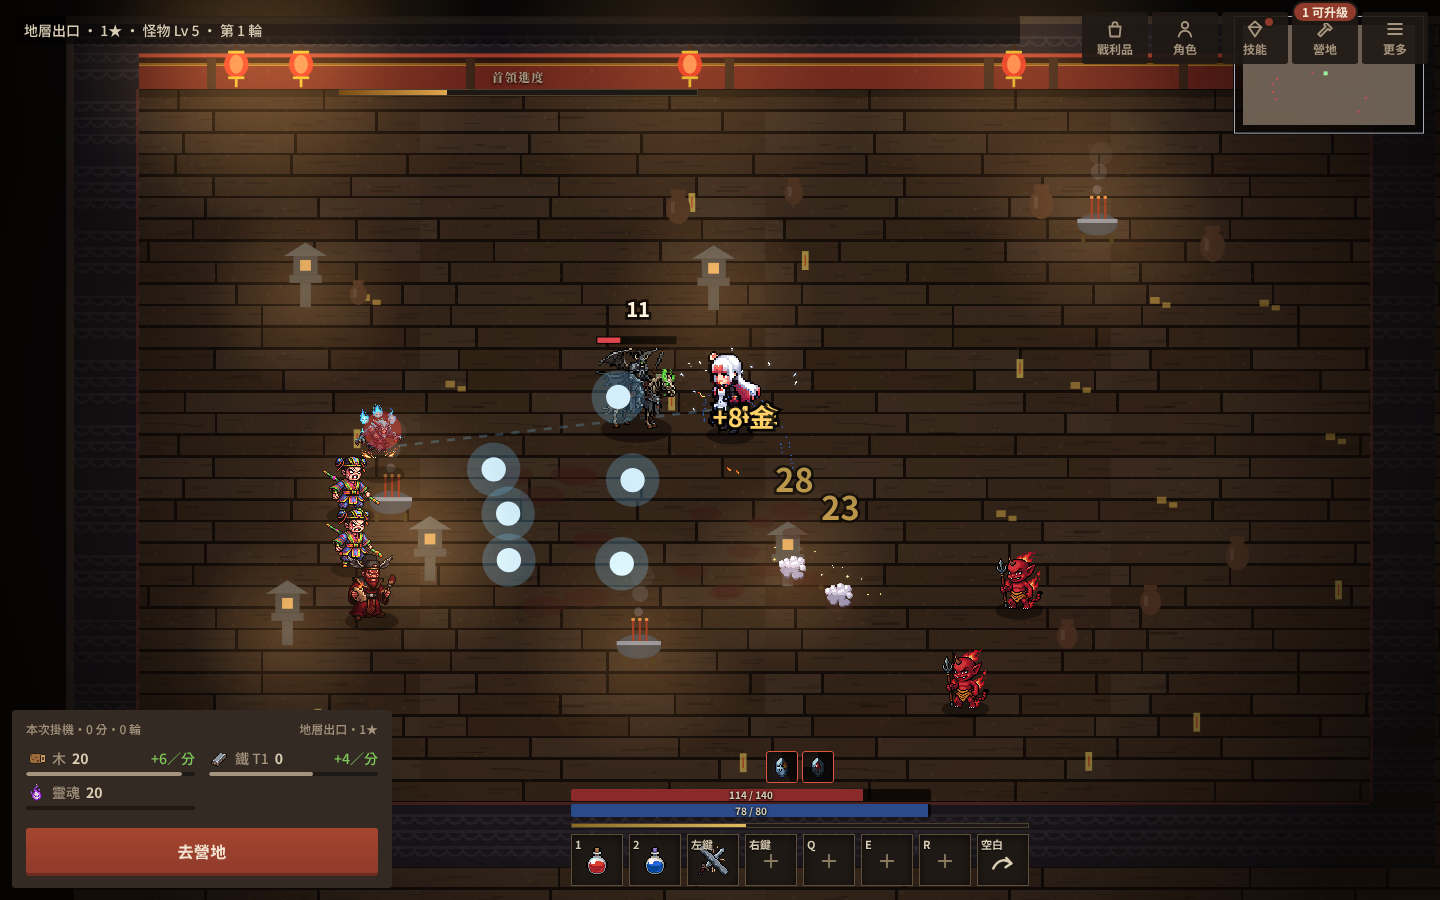 地層出口 • 1★ • 怪物 Lv 5 • 第 1 輪
1 可升級
戰利品
角色
技能
營地
更多
首領進度
11
+8金
28
23
本次掛機 • 0 分 • 0 輪
地層出口 • 1★
木 20
+6／分
鐵 T1 0
+4／分
靈魂 20
去營地
114 / 140
78 / 80
1
2
左鍵
右鍵
Q
E
R
空白